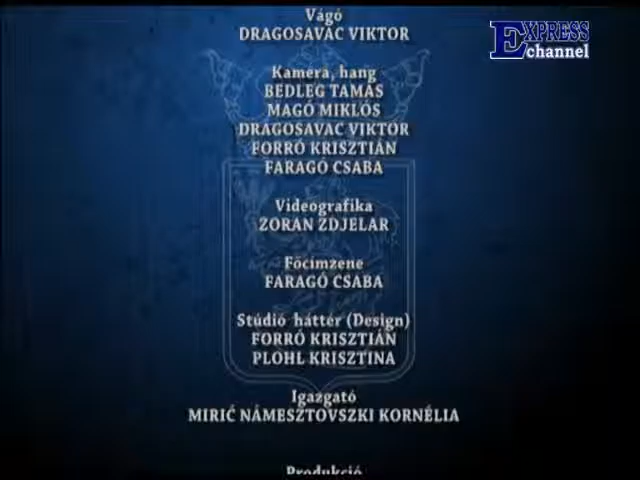 Vágó
DRAGOSAVAC VIKTOR
EXPRESS
channel
Kamera, hang
BEDLEG TAMÁS
MAGÓ MIKLÓS
DRAGOSAVAC VIKTOR
FORRÓ KRISZTIÁN
FARAGÓ CSABA
Videografika
ZORAN ZDJELAR
Főcímzene
FARAGÓ CSABA
Stúdió háttér (Design)
FORRÓ KRISZTIÁN
PLOHL KRISZTINA
Igazgató
MIRIĆ NÁMESZTOVSZKI KORNÉLIA
Produkció